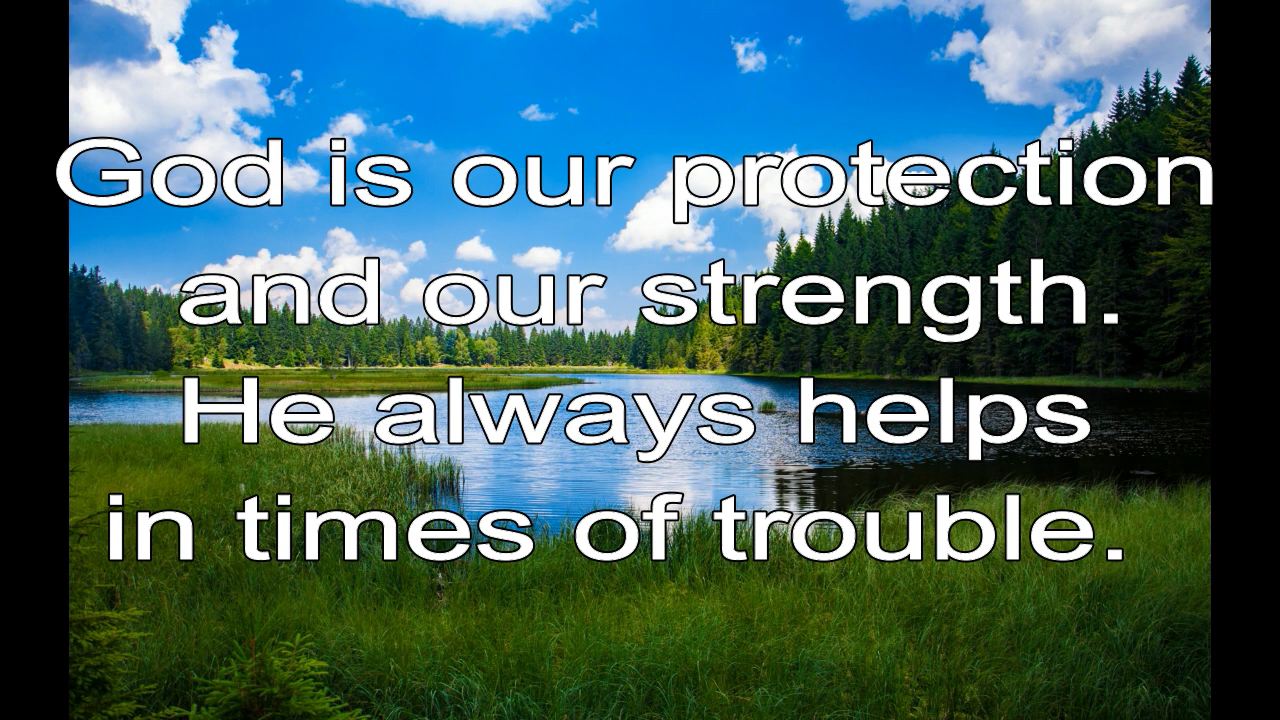 God is our protection
and our strength.
He always helps
in times of trouble.